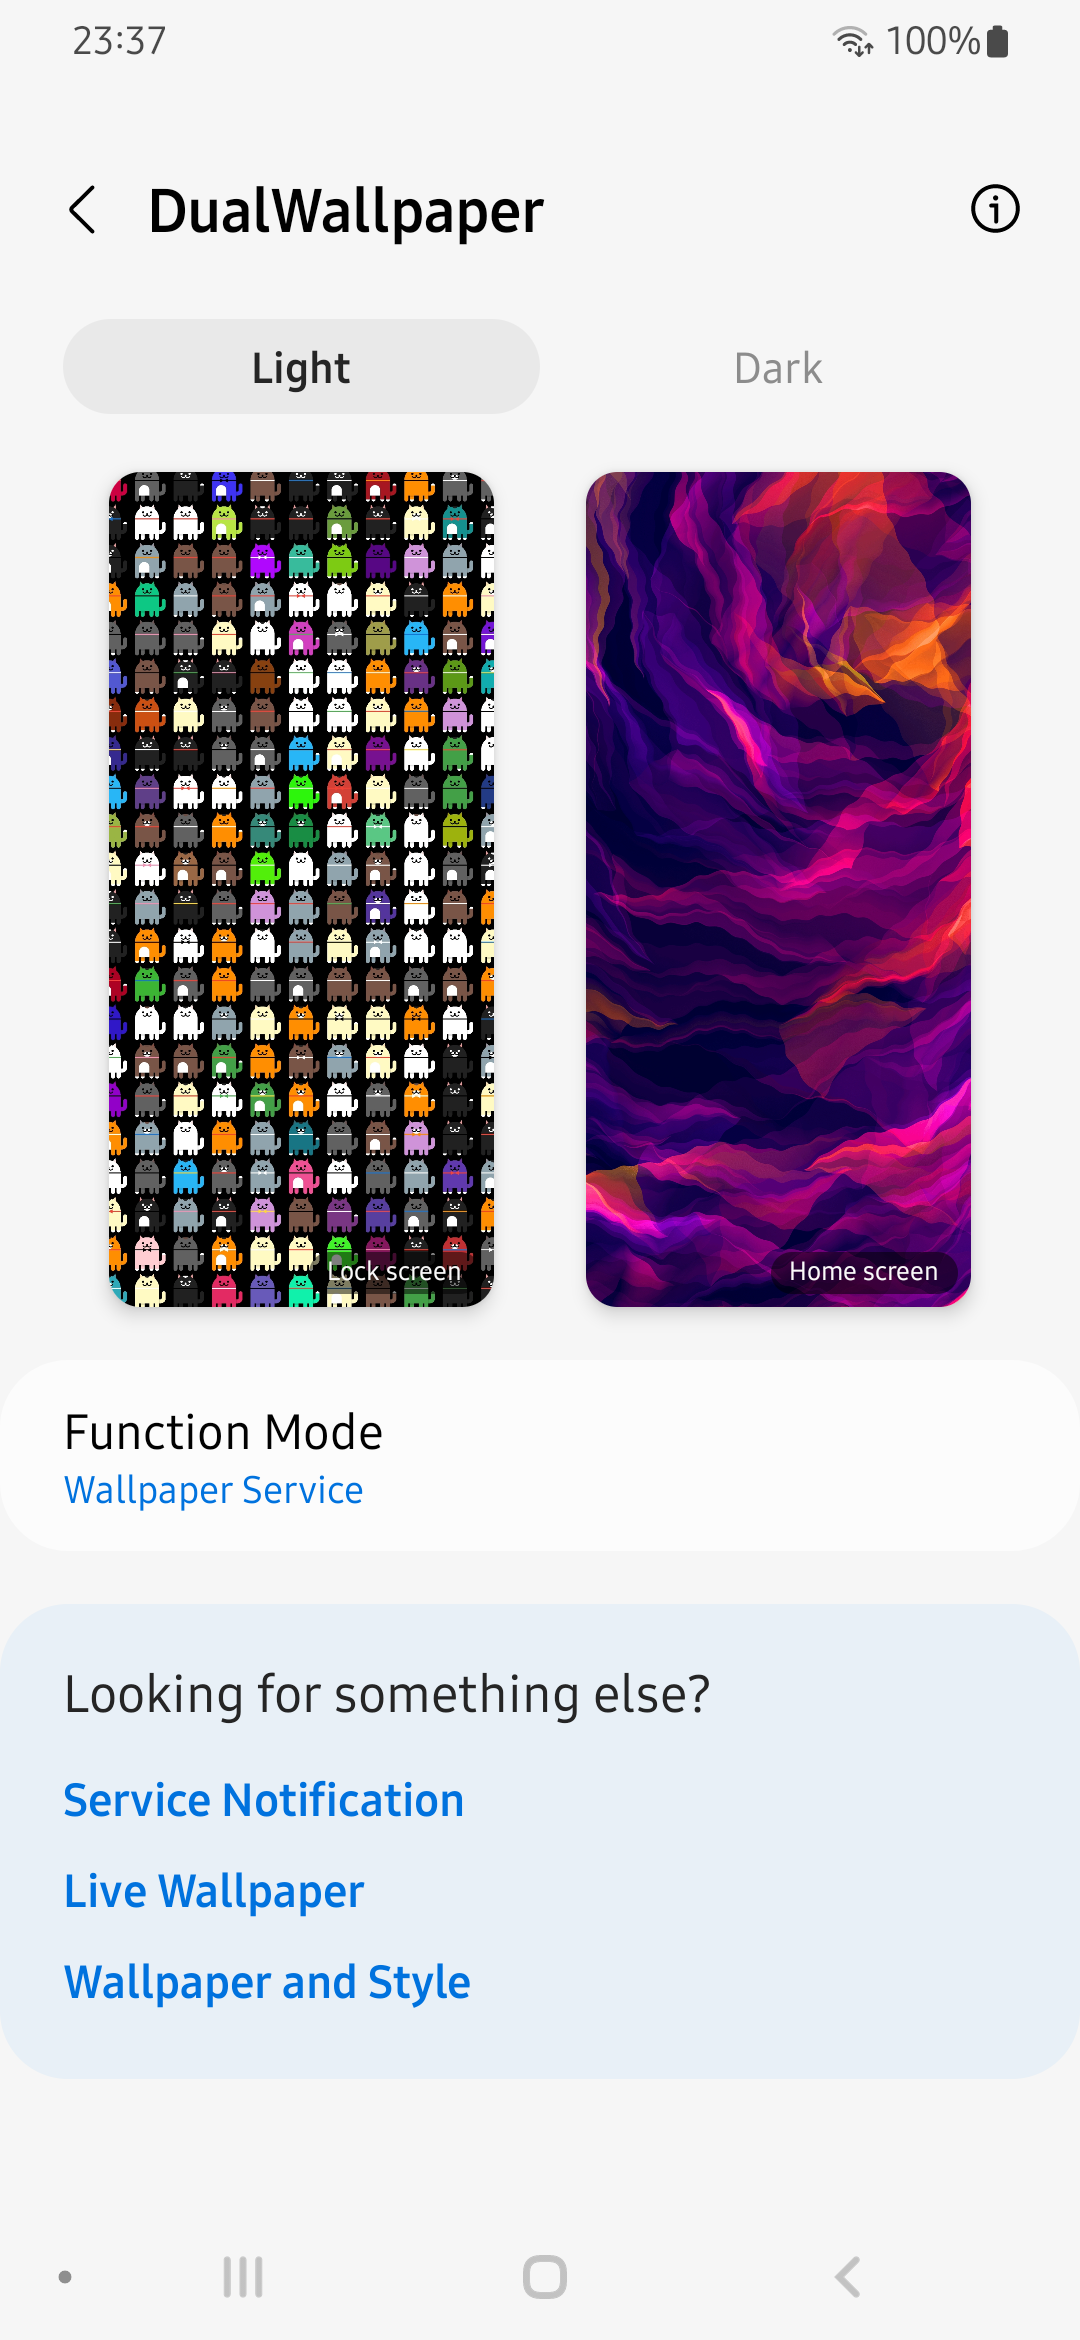 23:37
100%
DualWallpaper
Light
Dark
Lock screen
Home screen
Function Mode
Wallpaper Service
Looking for something else?
Service Notification
Live Wallpaper
Wallpaper and Style